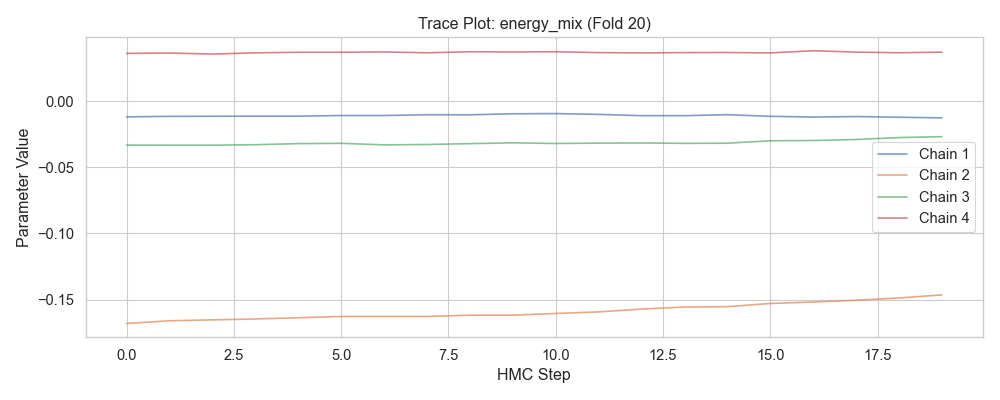 Trace Plot: energy_mix (Fold 20)
Parameter Value
0.00
−0.05
−0.10
−0.15
Chain 1
Chain 2
Chain 3
Chain 4
0.0 2.5 5.0 7.5 10.0 12.5 15.0 17.5
HMC Step